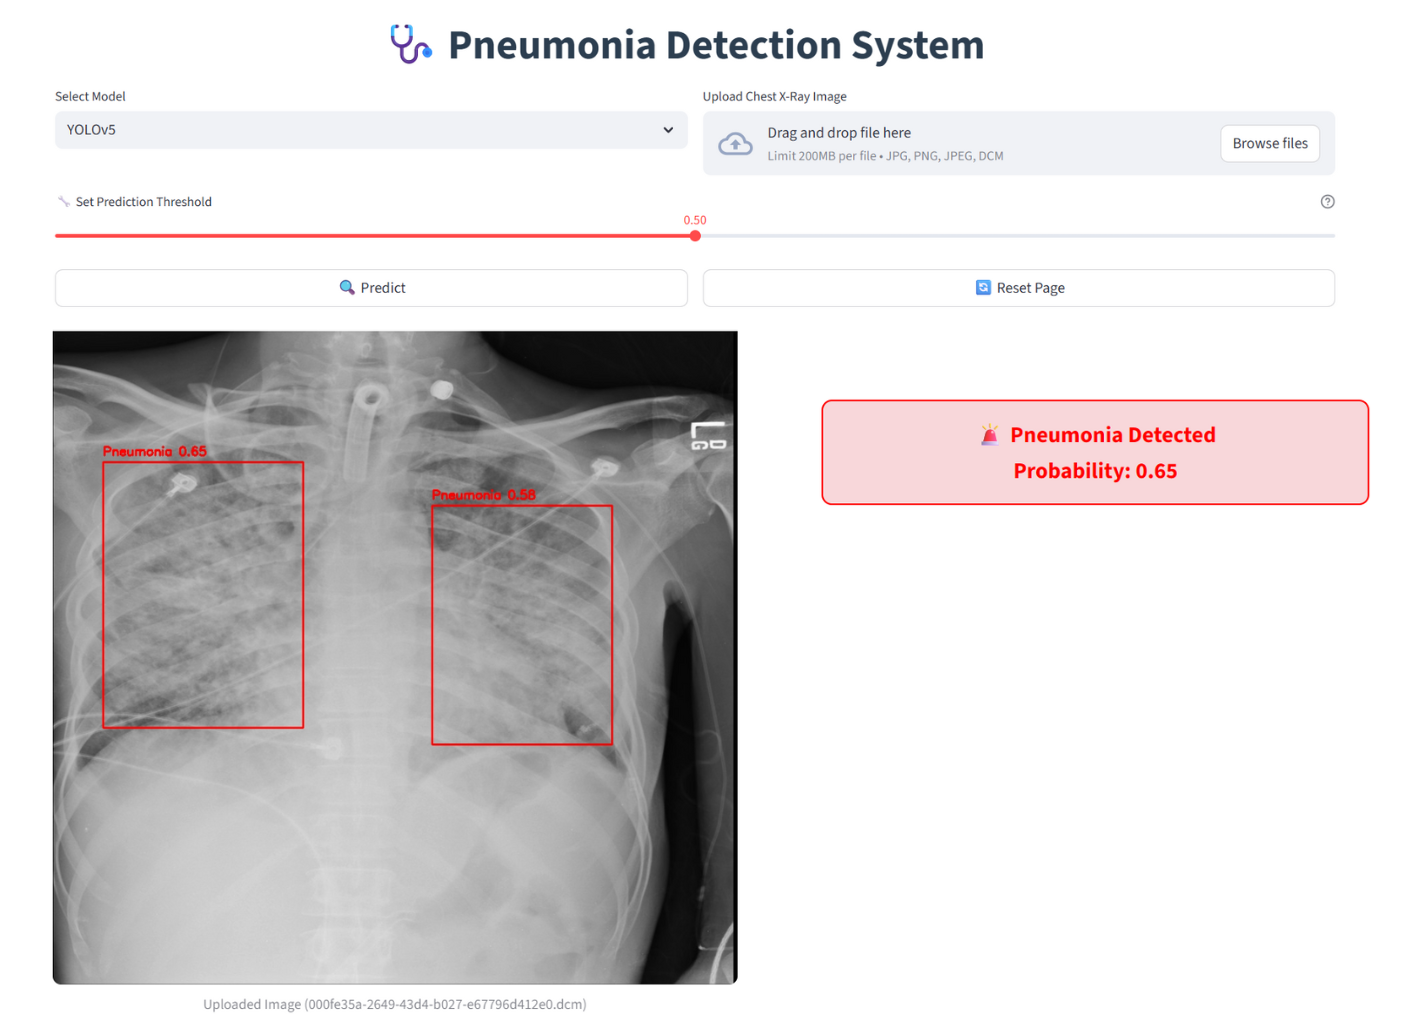 Pneumonia Detection System
Select Model
YOLOv5
Upload Chest X-Ray Image
Drag and drop file here
Limit 200MB per file • JPG, PNG, JPEG, DCM
Browse files
Set Prediction Threshold
0.50
Predict
Reset Page
Pneumonia 0.65
Pneumonia 0.58
L
Pneumonia Detected
Probability: 0.65
Uploaded Image (000fe35a-2649-43d4-b027-e67796d412e0.dcm)